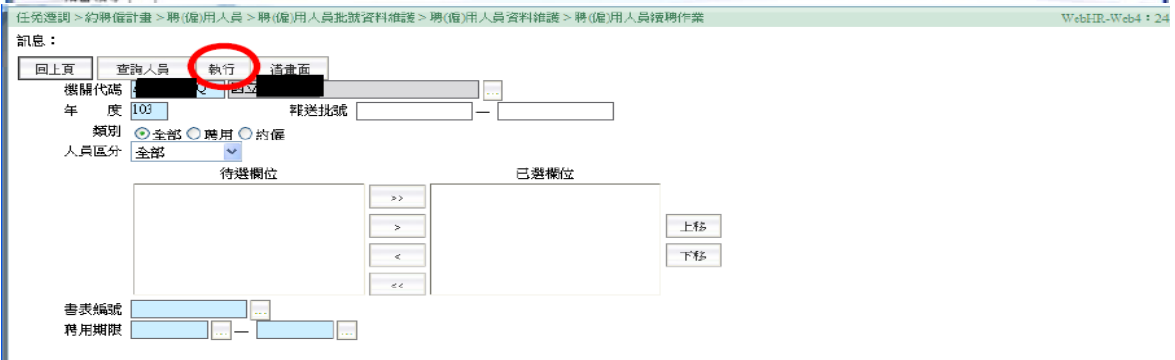 任免遷調>約聘僱計畫>聘(僱)用人員>聘(僱)用人員批號資料維護>聘(僱)用人員資料維護>聘(僱)用人員續聘作業 WebHR-Web4：24
訊息：
回上頁 查詢人員 執行 清畫面
機關代碼 Q 國立 ...
年 度 103 報送批號 —
類別 全部 聘用 約僱
人員區分 全部
待選欄位 已選欄位
>>
> 上移
< 下移
<<
書表編號 ...
聘用期限 ... — ...